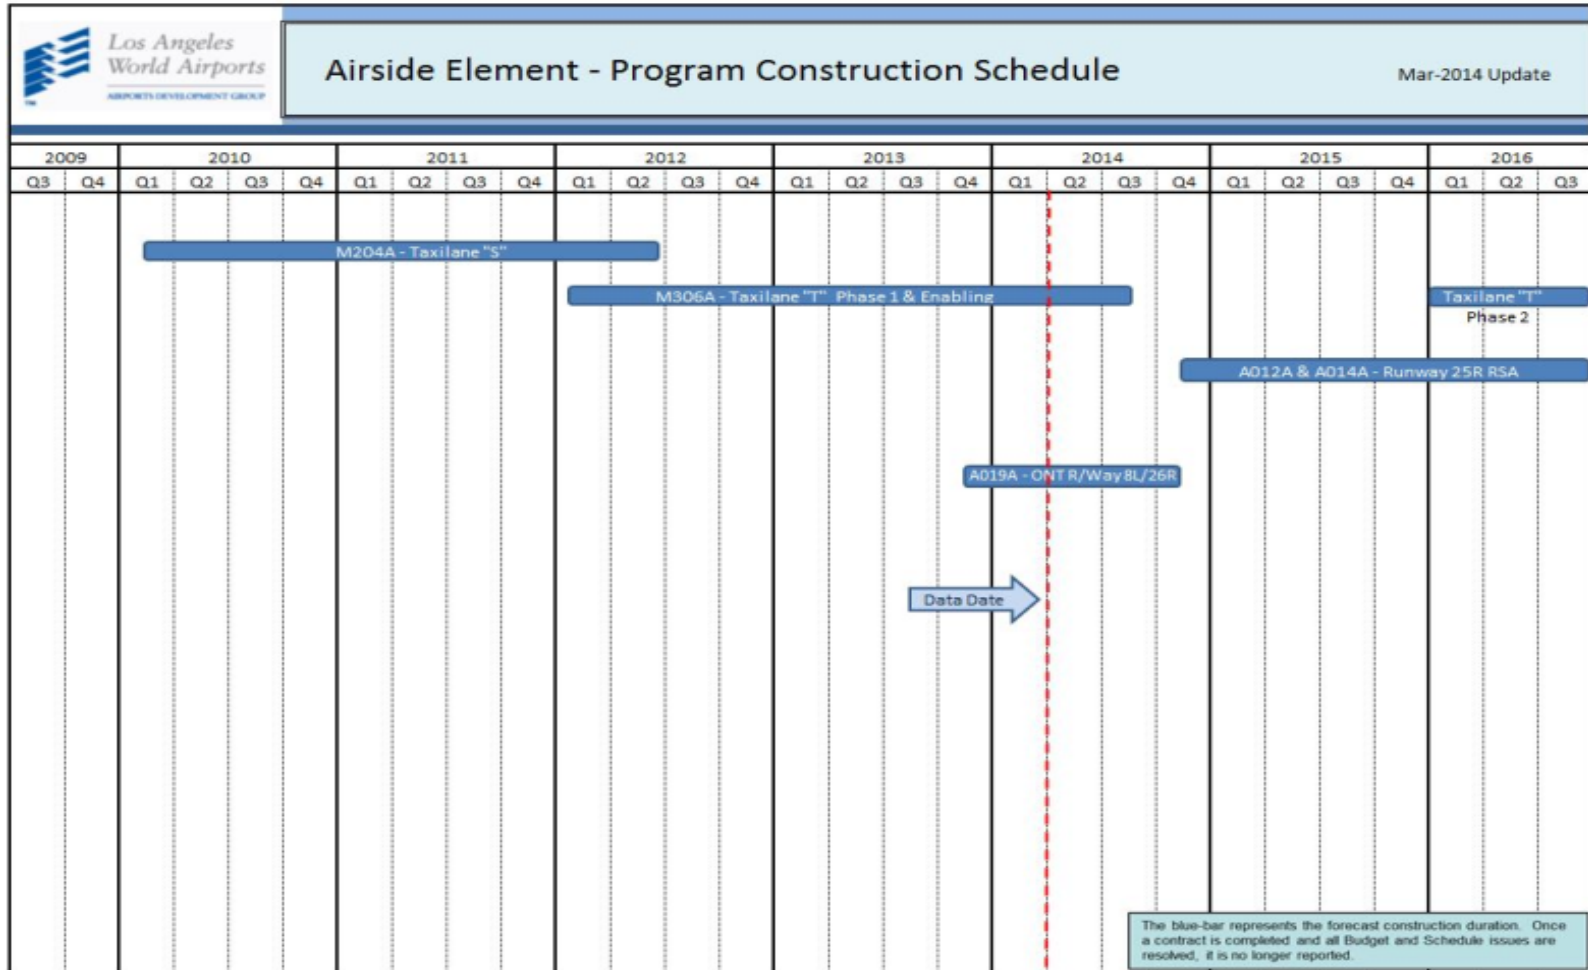 Los Angeles
World Airports
AIRPORTS DEVELOPMENT GROUP
TM
Airside Element - Program Construction Schedule
Mar-2014 Update
2009 2010 2011 2012 2013 2014 2015 2016
Q3 Q4 Q1 Q2 Q3 Q4 Q1 Q2 Q3 Q4 Q1 Q2 Q3 Q4 Q1 Q2 Q3 Q4 Q1 Q2 Q3 Q4 Q1 Q2 Q3 Q4 Q1 Q2 Q3
M204A - Taxilane "S"
M306A - Taxilane "T" Phase 1 & Enabling
Taxilane "T"
Phase 2
A012A & A014A - Runway 25R RSA
A019A - ONT R/Way 8L/26R
Data Date
The blue-bar represents the forecast construction duration. Once
a contract is completed and all Budget and Schedule issues are
resolved, it is no longer reported.